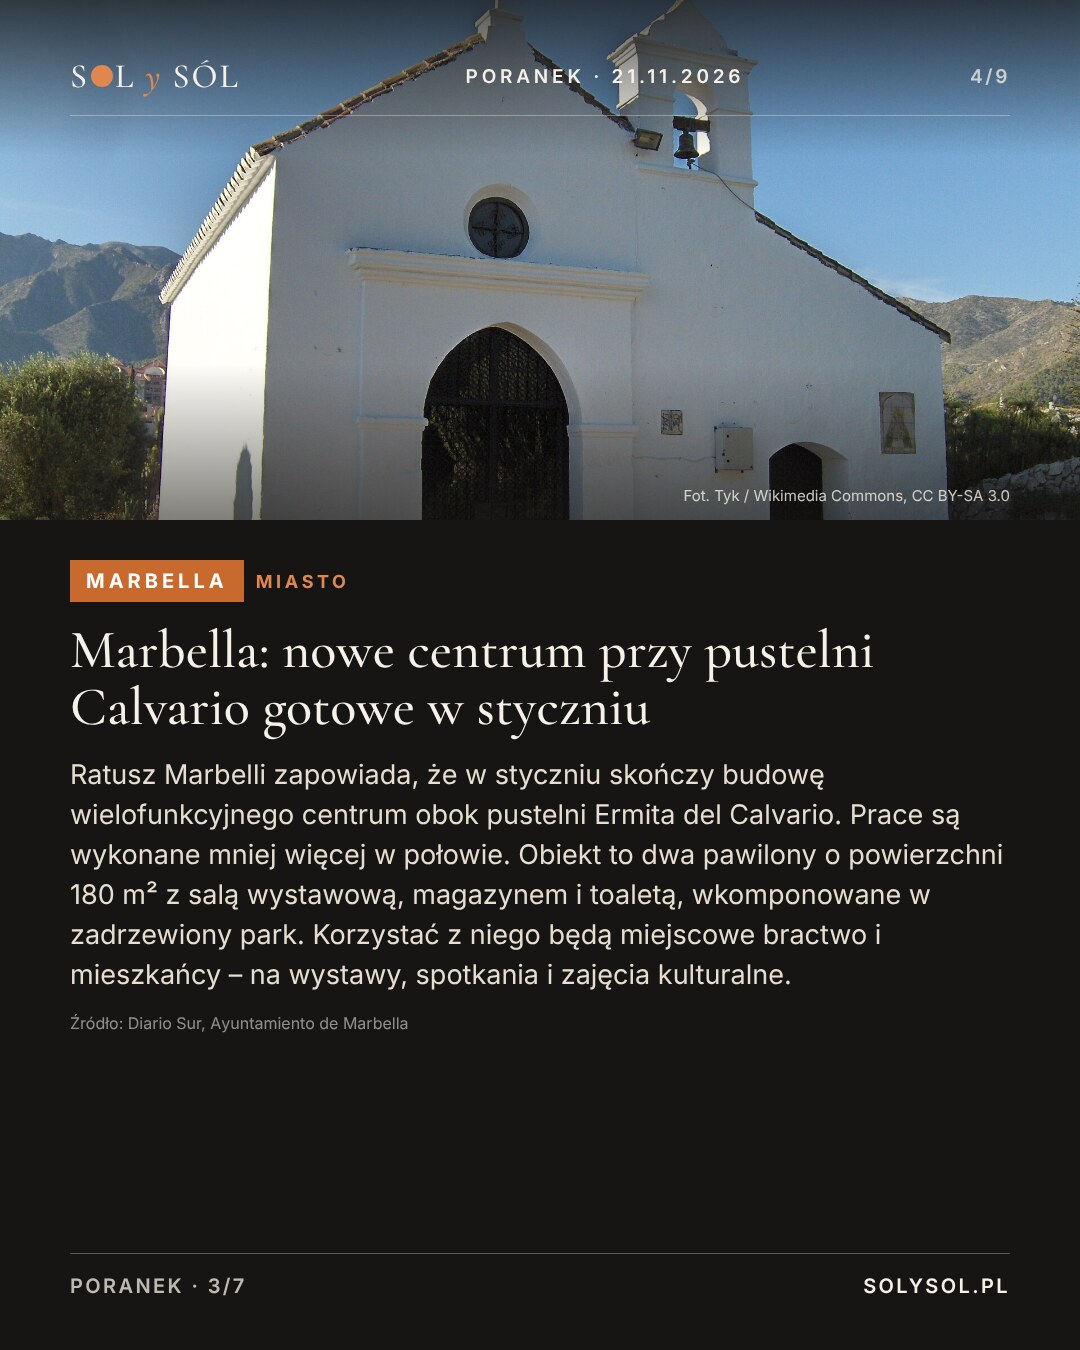 SOL y SÓL
PORANEK · 21.11.2026
4/9
Fot. Tyk / Wikimedia Commons, CC BY-SA 3.0
MARBELLA MIASTO
Marbella: nowe centrum przy pustelni
Calvario gotowe w styczniu
Ratusz Marbelli zapowiada, że w styczniu skończy budowę
wielofunkcyjnego centrum obok pustelni Ermita del Calvario. Prace są
wykonane mniej więcej w połowie. Obiekt to dwa pawilony o powierzchni
180 m² z salą wystawową, magazynem i toaletą, wkomponowane w
zadrzewiony park. Korzystać z niego będą miejscowe bractwo i
mieszkańcy – na wystawy, spotkania i zajęcia kulturalne.
Źródło: Diario Sur, Ayuntamiento de Marbella
PORANEK · 3/7
SOLYSOL.PL